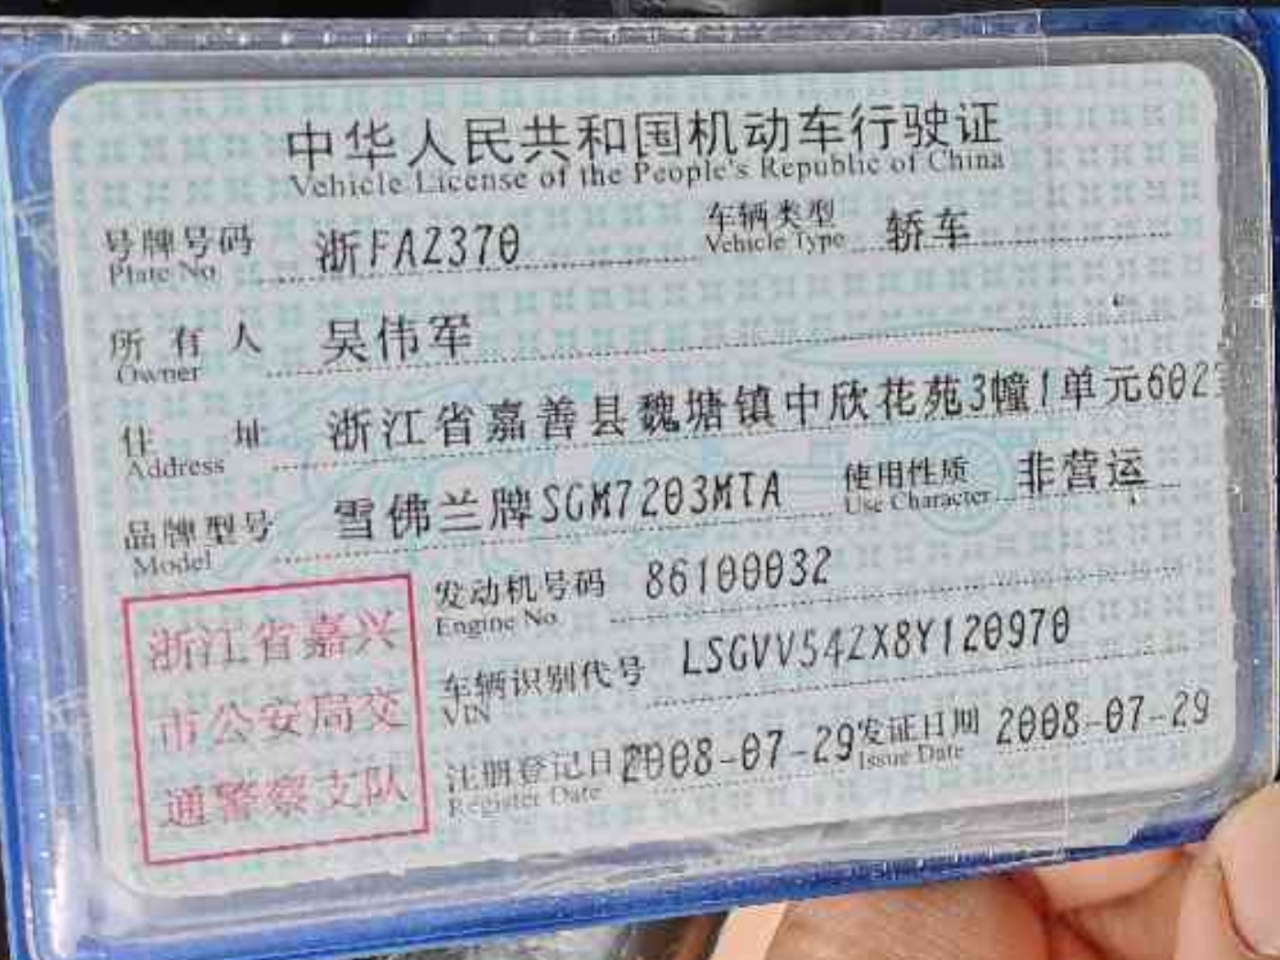 中华人民共和国机动车行驶证
Vehicle License of the People's Republic of China
号牌号码 浙FAZ370 车辆类型 轿车
Plate No. Vehicle Type
所有人 吴伟军
Owner
住址 浙江省嘉善县魏塘镇中欣花苑3幢1单元602
Address
品牌型号 雪佛兰牌SGM7203MTA 使用性质 非营运
Model Use Character
发动机号码 86100032
Engine No.
车辆识别代号 LSGVV54ZX8Y120970
VIN
注册登记日期 2008-07-29 发证日期 2008-07-29
Register Date Issue Date
浙江省嘉兴
市公安局交
通警察支队